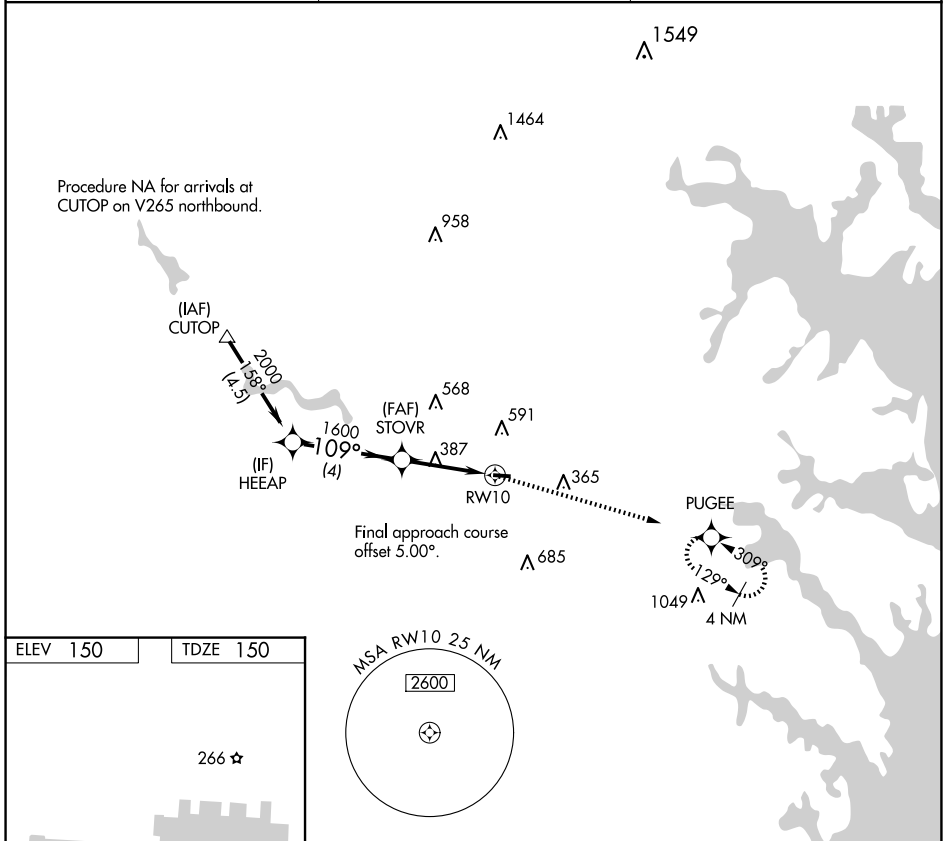 1549
1464
Procedure NA for arrivals at
CUTOP on V265 northbound.
958
(IAF)
CUTOP
2000
158°
(4.5)
568
(FAF)
STOVR
591
1600
109°
(4)
387
(IF)
HEEAP
365
RW10
PUGEE
Final approach course
offset 5.00°.
685
309°
129°
1049
4 NM
ELEV 150
TDZE 150
MSA RW10 25 NM
2600
266